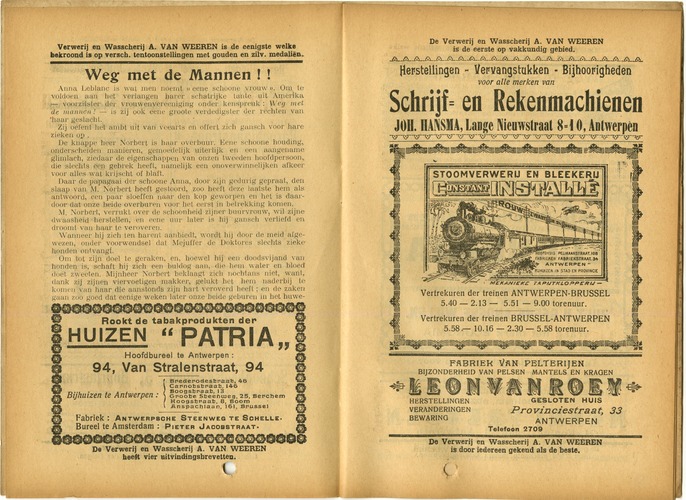 Verwerij en Wasscherij A. VAN WEEREN is de eenigste welke
bekroond is op versch. tentoonstellingen met gouden en zilv. medaliën.
Weg met de Mannen !!
Anna Leblanc is wat men noemt « eene schoone vrouw ». Om te
voldoen aan het verlangen harer schatrijke tante uit Amerika
— voorzitster der vrouwenvereeniging onder kenspreuk : Weg met
de mannen ! — is zij ook eene groote verdedigster der rechten van
haar geslacht.
Zij oefent het ambt uit van vesarts en offert zich gansch voor hare
zieken op.
De knappe heer Norbert is haar overbuur. Eene schoone houding,
onderscheiden manieren, gemoedelijk uiterlijk en een aangename
glimlach, ziedaar de eigenschappen van onzen tweeden hoofdpersoon,
die slechts één gebrek heeft, namelijk een onoverwinnelijken afkeer
voor alles wat krijscht of blaft.
Daar de papagaai der schoone Anna, door zijn gedurig gepraat, den
slaap van M. Norbert heeft gestoord, zoo heeft deze laatste hem als
antwoord, een paar sloeffen naar den kop geworpen en het is daar-
door dat onze beide overburen voor het eerst in betrekking komen.
M. Norbert, verrukt over de schoonheid zijner buurvrouw, wil zijne
dwaasheid herstellen, en eene uur later is hij gansch verliefd en
droomt van haar te veroveren.
Wanneer hij zich ten harent aanbiedt, wordt hij door de meid afge-
wezen, onder voorwendsel dat Mejuffer de Doktores slechts zieke
honden ontvangt.
Om tot zijn doel te geraken, en, hoewel hij een doodsvijand van
honden is, schaft hij zich een buldog aan, die hem water en bloed
doet zweeten. Mijnheer Norbert beklaagt zich nochtans niet, want,
dank zij zijnen viervoetigen makker, gelukt het hem naderbij te
komen van haar die aanstonds zijn hart veroverd heeft ; en de zaken
gaan zoo goed dat eenige weken later onze beide geburen in het huwe-
Rookt de tabakprodukten der
HUIZEN "PATRIA„
Hoofdbureel te Antwerpen :
94, Van Stralenstraat, 94
Bijhuizen te Antwerpen :
Brederodestraat, 46
Carnotstraat, 146
Boogstraat, 13
Groote Steenweg, 25, Berchem
Hoogstraat, 8, Boom
Anspachlaan, 161, Brussel
Fabriek : ANTWERPSCHE STEENWEG TE SCHELLE.
Bureel te Amsterdam : PIETER JACOBSTRAAT.
De Verwerij en Wasscherij A. VAN WEEREN
heeft vier uitvindingsbrevetten.
De Verwerij en Wasscherij A. VAN WEEREN
is de eerste op vakkundig gebied.
Herstellingen - Vervangstukken - Bijhoorigheden
voor alle merken van
Schrijf= en Rekenmachienen
JOH. HANSMA, Lange Nieuwstraat 8-10, Antwerpen
STOOMVERWERIJ EN BLEEKERIJ
CONSTANT INSTALLÉ
ROUW
ANTWERPEN
MEKANIEKE TAPIJTKLOPPERIJ
Vertrekuren der treinen ANTWERPEN-BRUSSEL
5.40 — 2.13 — 5.51 — 9.00 torenuur.
Vertrekuren der treinen BRUSSEL-ANTWERPEN
5.58 — 10.16 — 2.30 — 5.58 torenuur.
FABRIEK VAN PELTERIJEN
BIJZONDERHEID VAN PELSEN MANTELS EN KRAGEN
LEON VAN ROEY
HERSTELLINGEN GESLOTEN HUIS
VERANDERINGEN Provinciestraat, 33
BEWARING ANTWERPEN
Telefoon 2709
De Verwerij en Wasscherij A. VAN WEEREN
is door iedereen gekend als de beste.